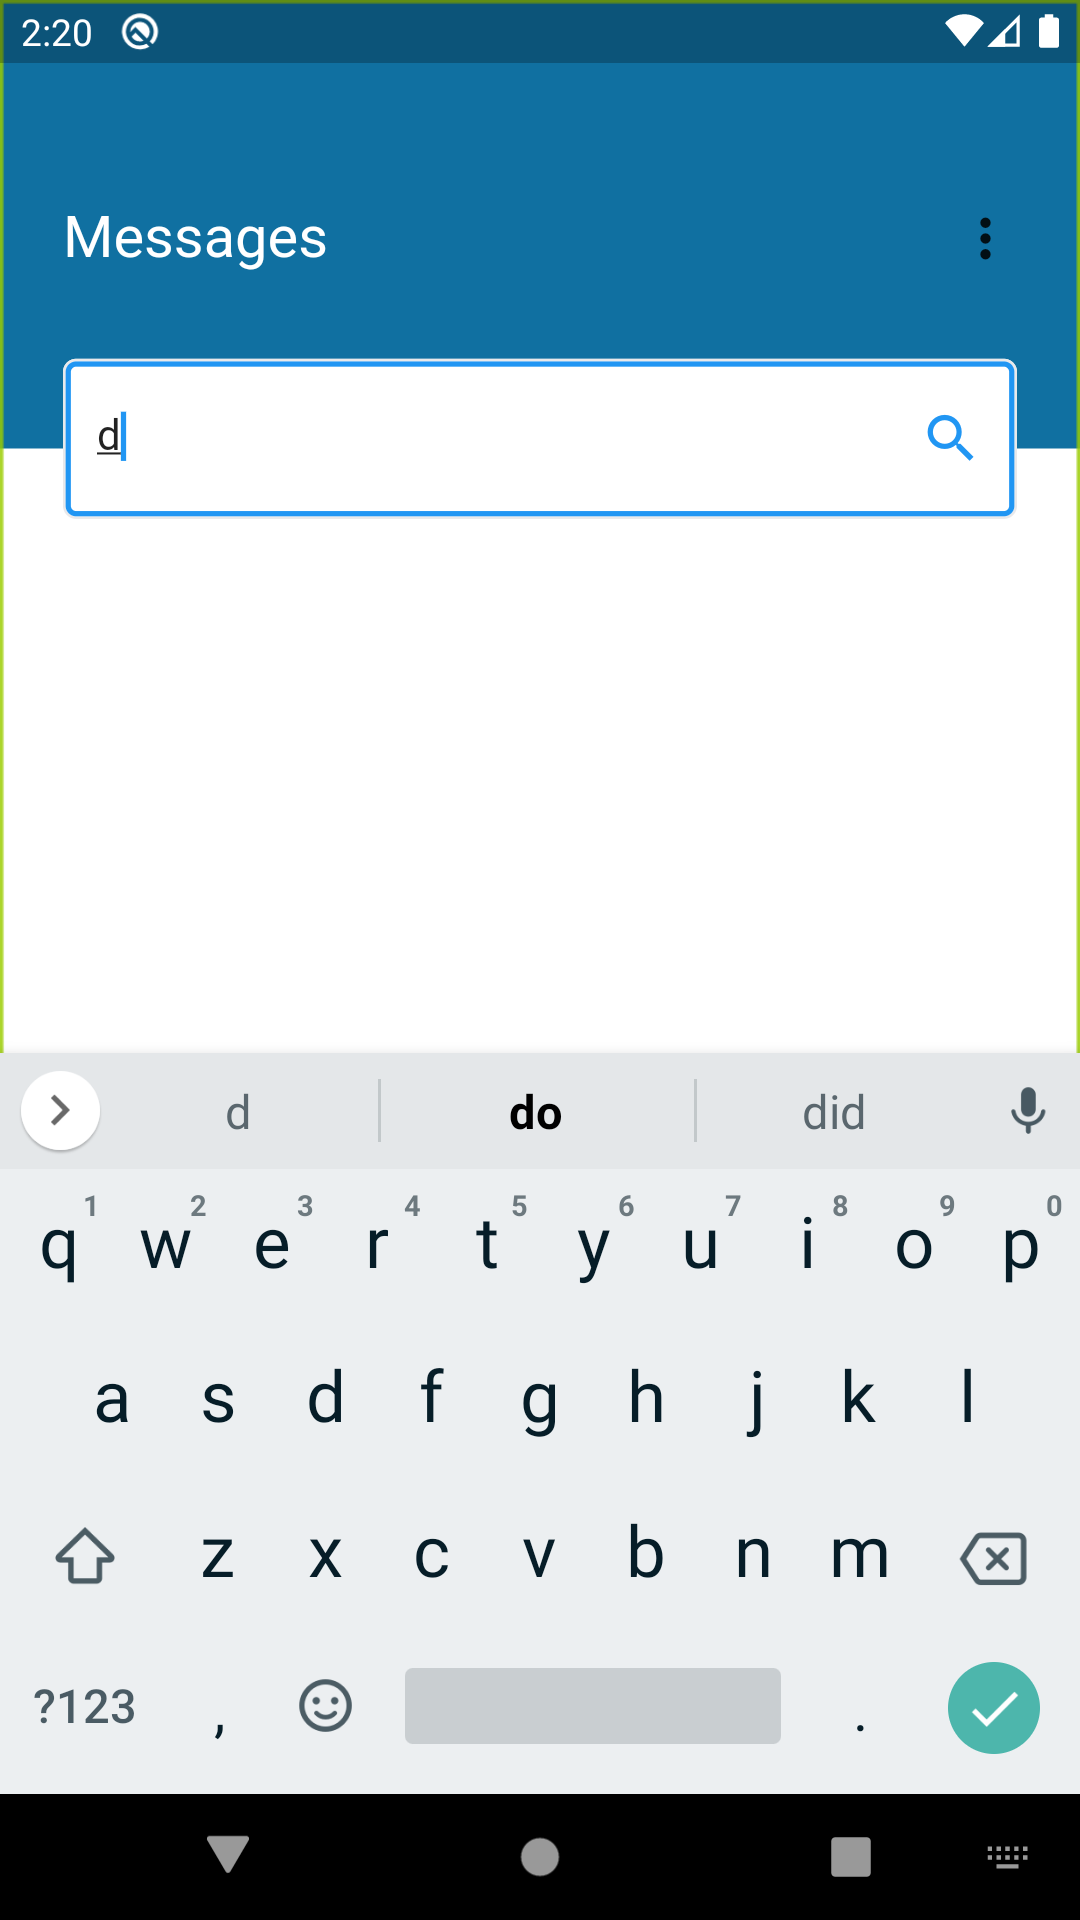 2:20
Messages
d
d do did
1 2 3 4 5 6 7 8 9 0
q w e r t y u i o p
a s d f g h j k l
z x c v b n m
?123 , .